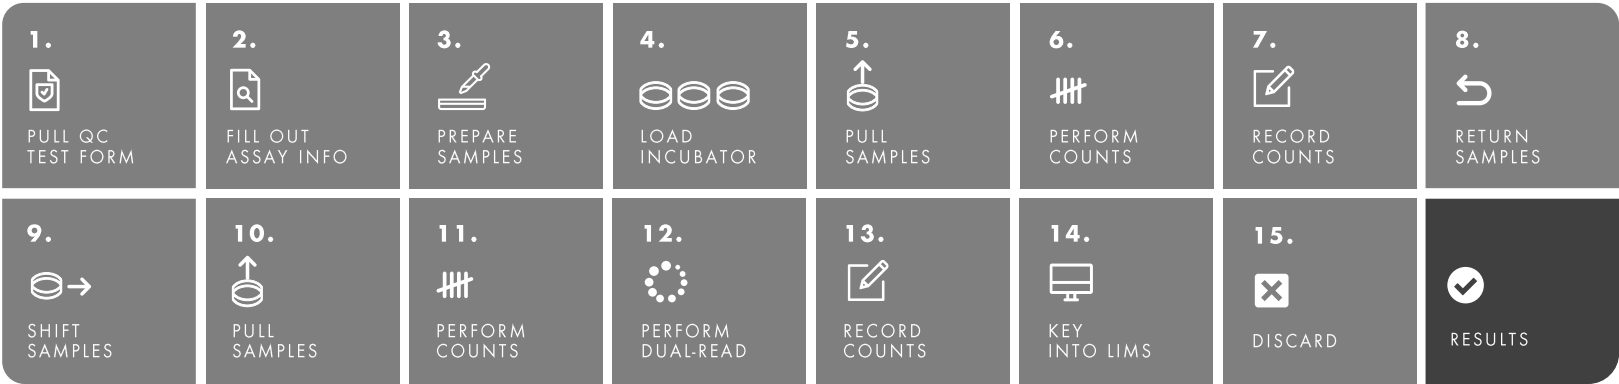 1.
PULL QC
TEST FORM
2.
FILL OUT
ASSAY INFO
3.
PREPARE
SAMPLES
4.
LOAD
INCUBATOR
5.
PULL
SAMPLES
6.
PERFORM
COUNTS
7.
RECORD
COUNTS
8.
RETURN
SAMPLES
9.
SHIFT
SAMPLES
10.
PULL
SAMPLES
11.
PERFORM
COUNTS
12.
PERFORM
DUAL-READ
13.
RECORD
COUNTS
14.
KEY
INTO LIMS
15.
DISCARD
RESULTS